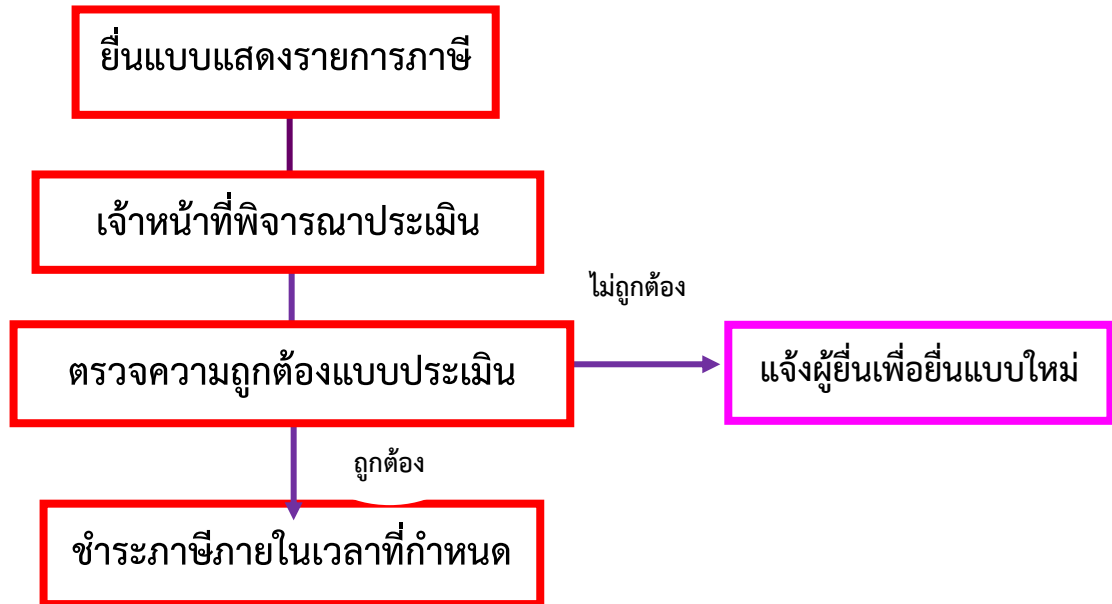 ยื่นแบบแสดงรายการภาษี
เจ้าหน้าที่พิจารณาประเมิน
ไม่ถูกต้อง
ตรวจความถูกต้องแบบประเมิน
แจ้งผู้ยื่นเพื่อยื่นแบบใหม่
ถูกต้อง
ชำระภาษีภายในเวลาที่กำหนด